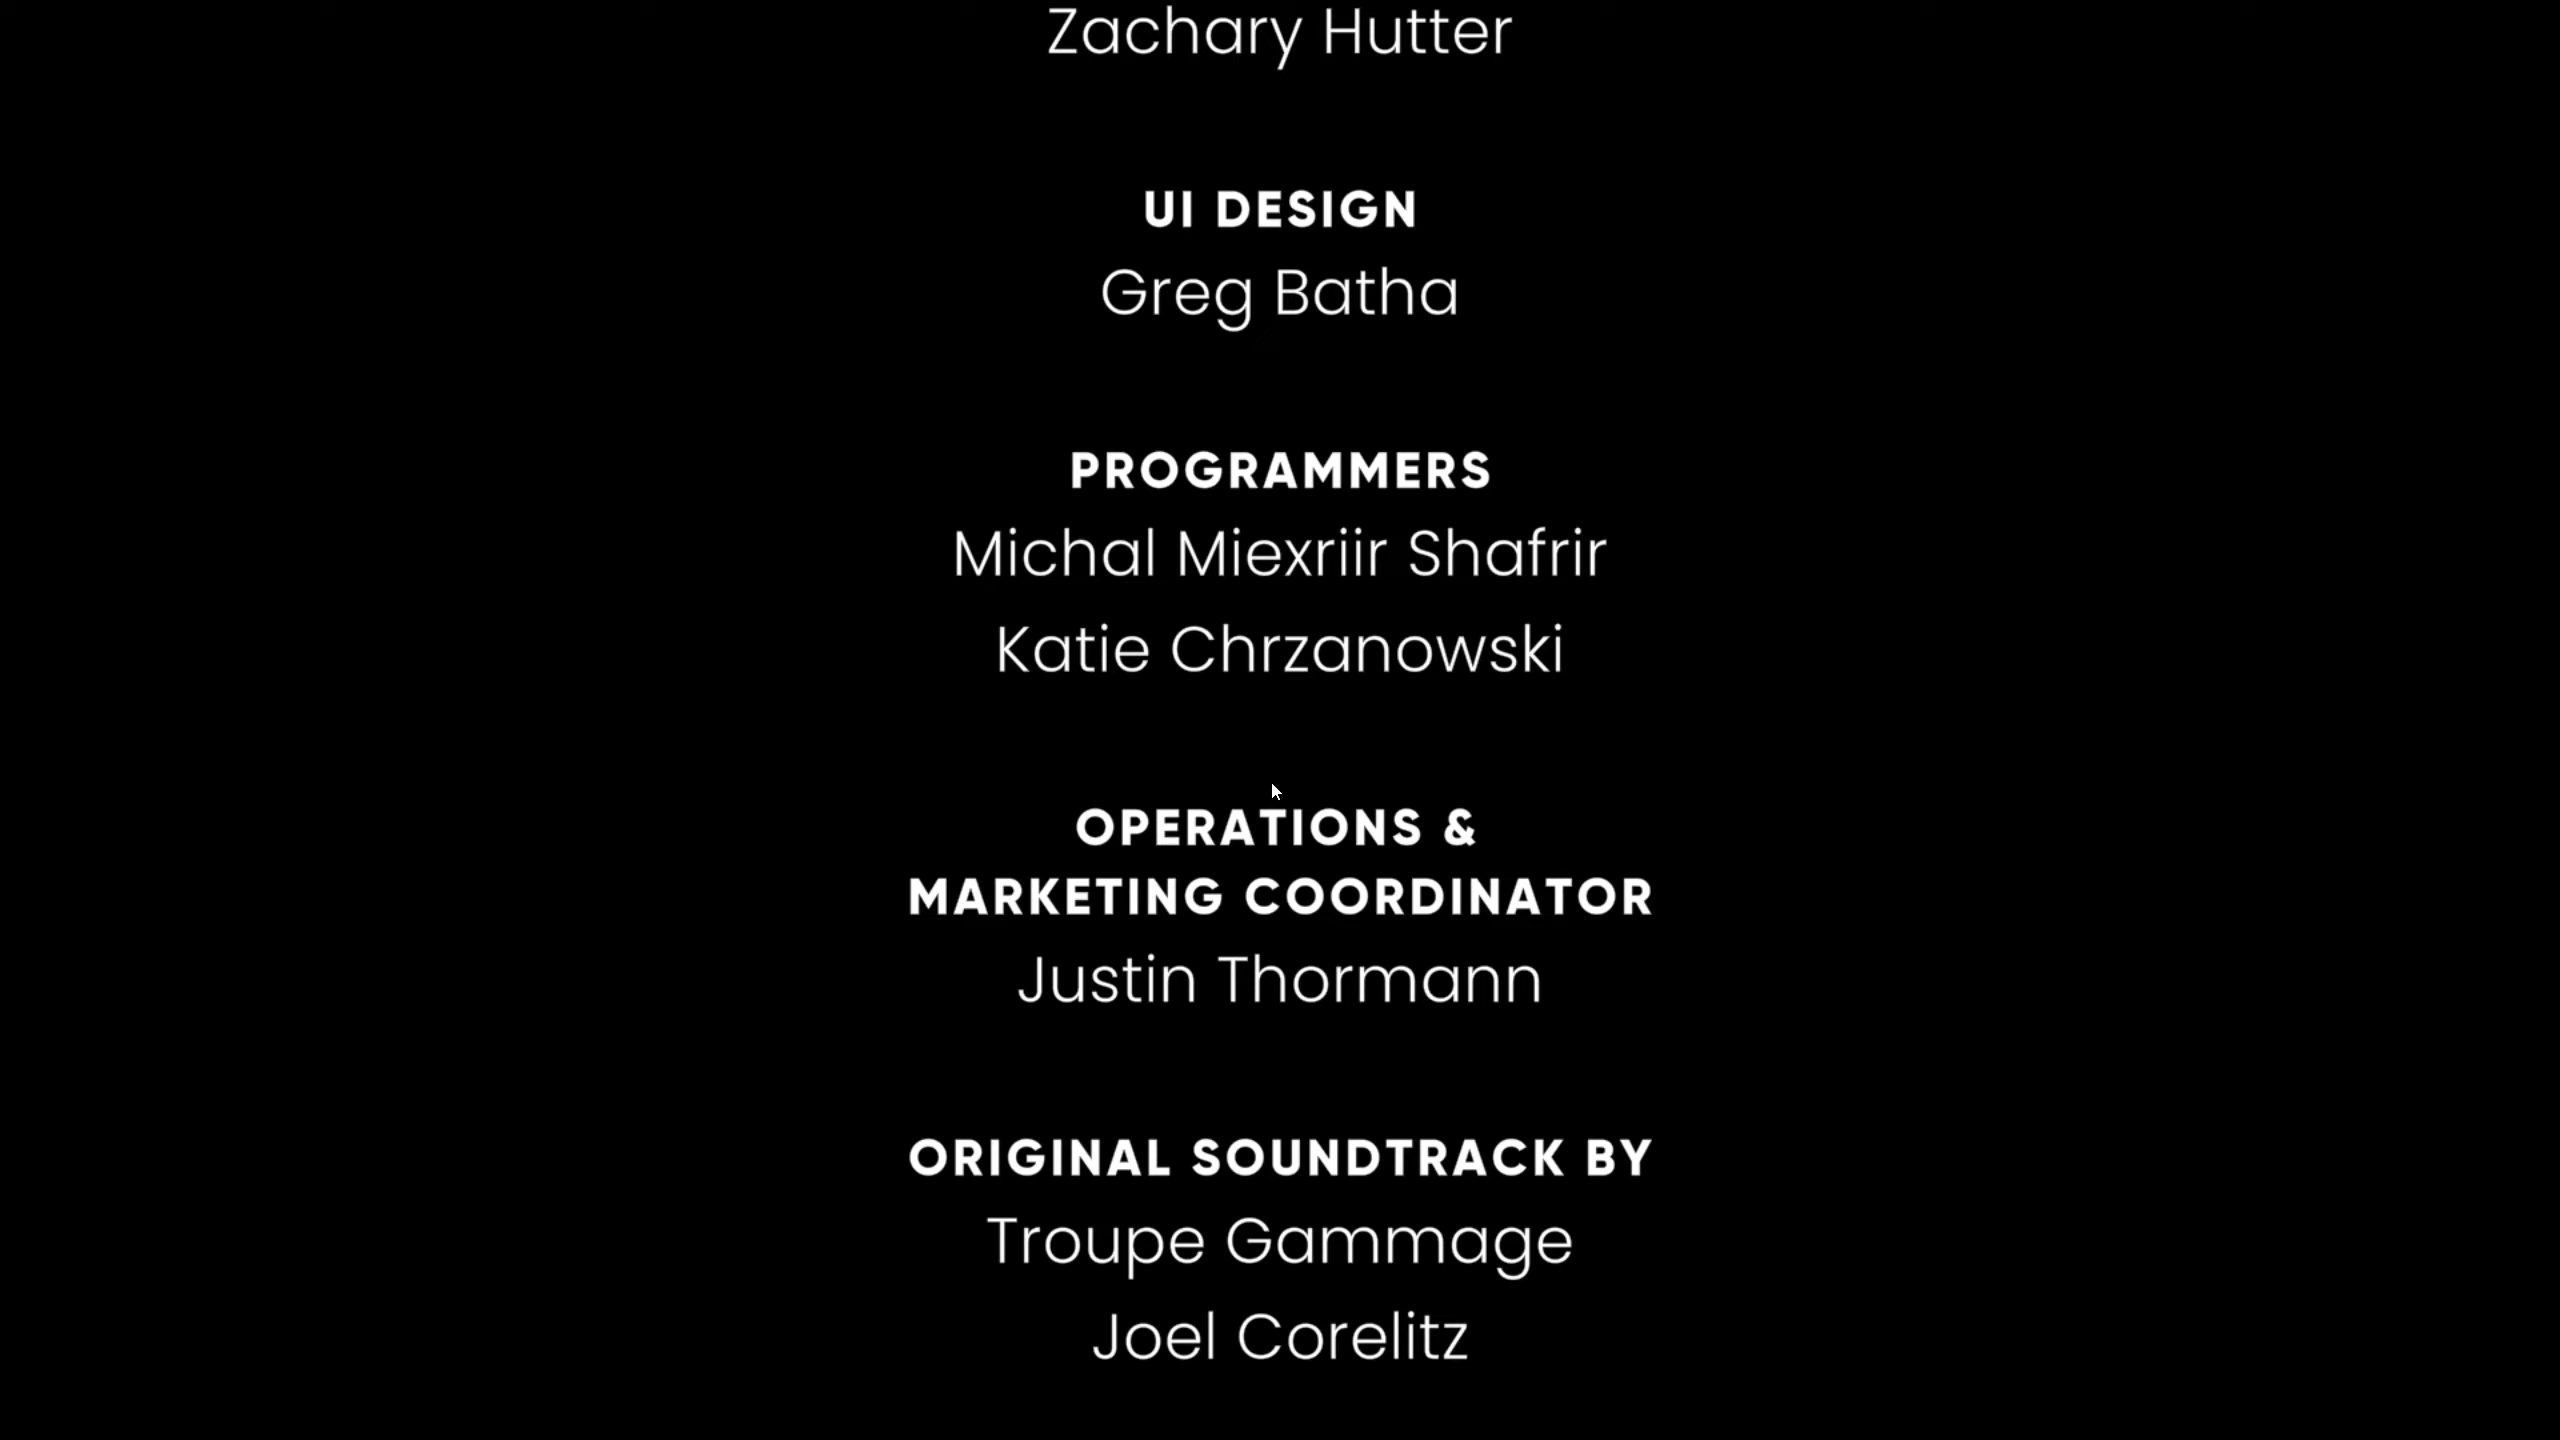 Zachary Hutter
UI DESIGN
Greg Batha
PROGRAMMERS
Michal Miexriir Shafrir
Katie Chrzanowski
OPERATIONS &
MARKETING COORDINATOR
Justin Thormann
ORIGINAL SOUNDTRACK BY
Troupe Gammage
Joel Corelitz